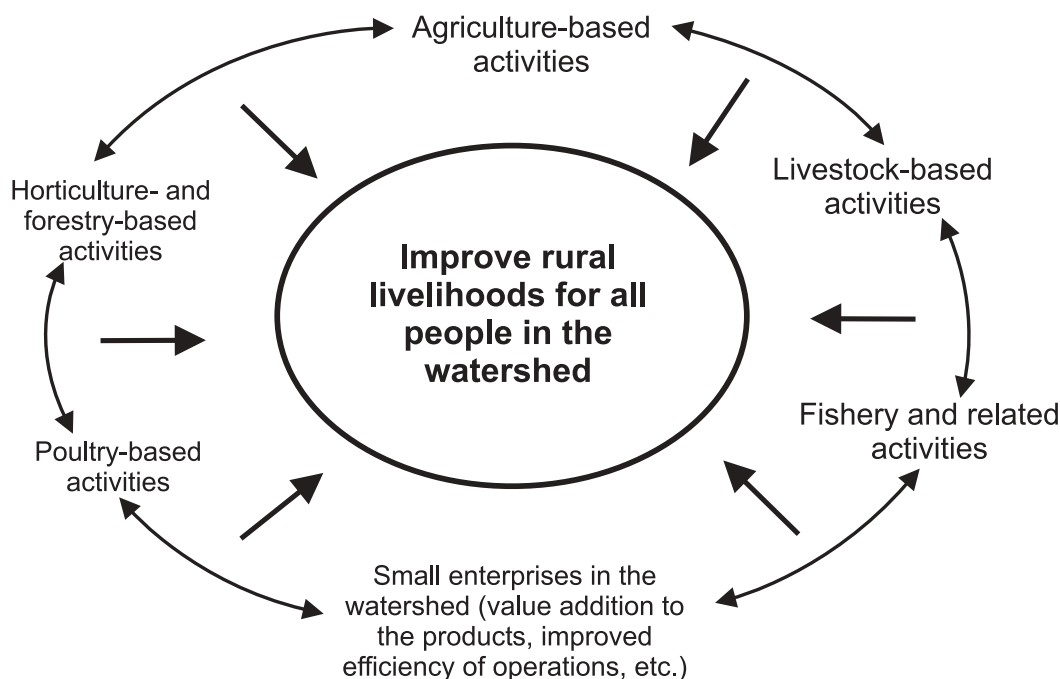 Agriculture-based
activities
Horticulture- and
forestry-based
activities
Livestock-based
activities
Improve rural
livelihoods for all
people in the
watershed
Poultry-based
activities
Fishery and related
activities
Small enterprises in the
watershed (value addition to
the products, improved
efficiency of operations, etc.)